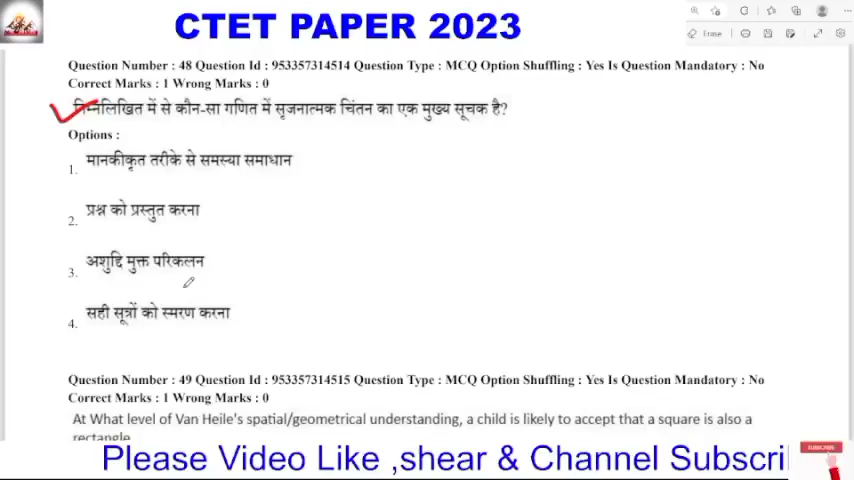 CTET PAPER 2023
Erase
Question Number : 48 Question Id : 953357314514 Question Type : MCQ Option Shuffling : Yes Is Question Mandatory : No
Correct Marks : 1 Wrong Marks : 0
निम्नलिखित में से कौन-सा गणित में सृजनात्मक चिंतन का एक मुख्य सूचक है?
Options :
1. मानकीकृत तरीके से समस्या समाधान
2. प्रश्न को प्रस्तुत करना
3. अशुद्दि मुक्त परिकलन
4. सही सूत्रों को स्मरण करना
Question Number : 49 Question Id : 953357314515 Question Type : MCQ Option Shuffling : Yes Is Question Mandatory : No
Correct Marks : 1 Wrong Marks : 0
At What level of Van Heile's spatial/geometrical understanding, a child is likely to accept that a square is also a
rectangle
Please Video Like ,shear & Channel Subscri
SUBSCRIBE